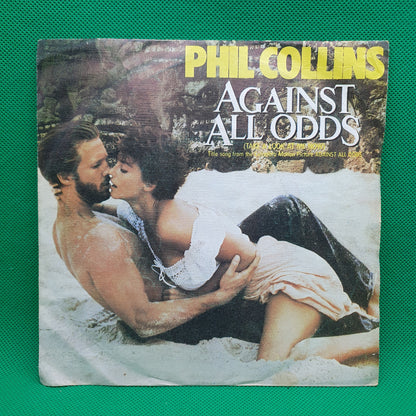 PHIL COLLINS
AGAINST
ALL ODDS
(TAKE A LOOK AT ME NOW)
Title song from the Motion Picture AGAINST ALL ODDS